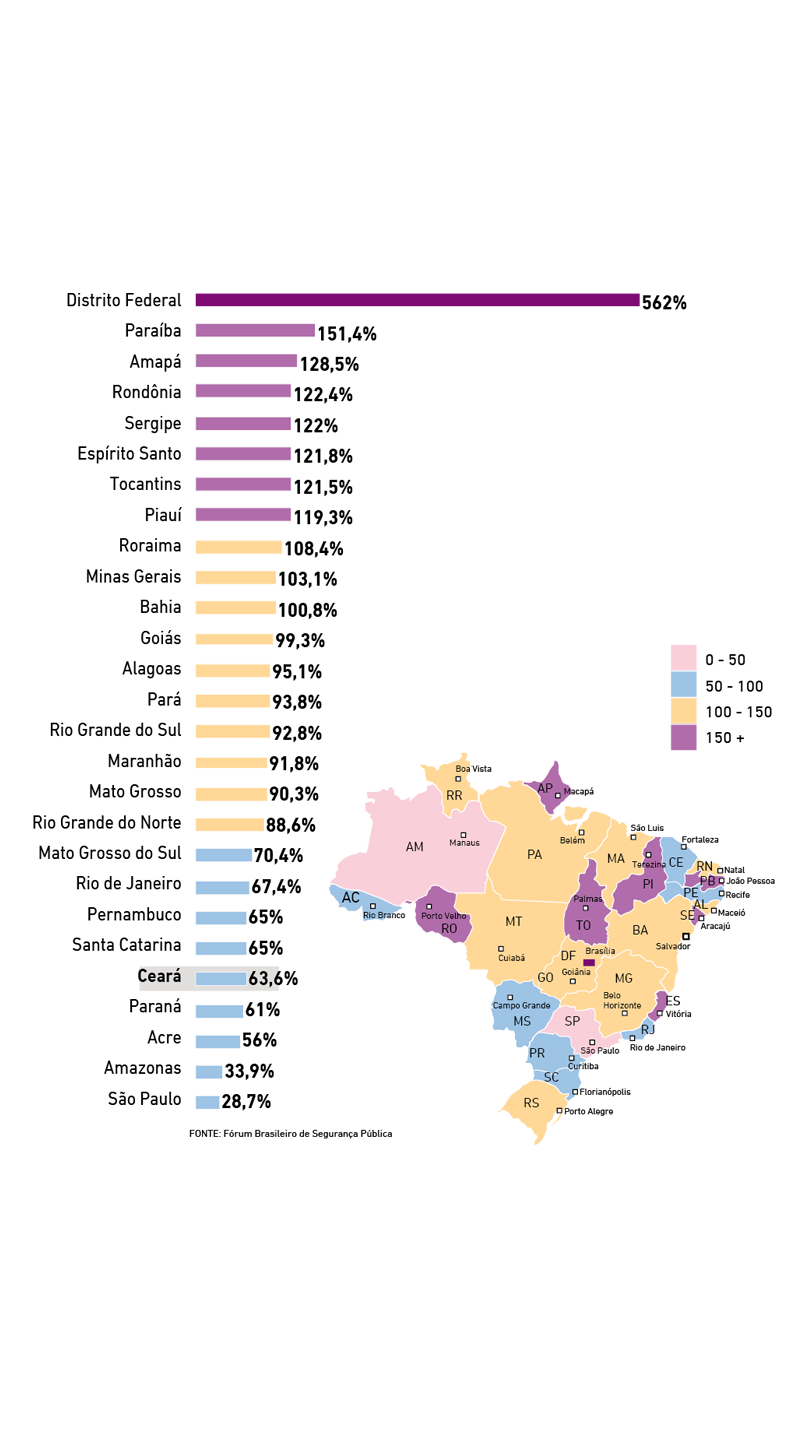 Distrito Federal 562%
Paraíba 151,4%
Amapá 128,5%
Rondônia 122,4%
Sergipe 122%
Espírito Santo 121,8%
Tocantins 121,5%
Piauí 119,3%
Roraima 108,4%
Minas Gerais 103,1%
Bahia 100,8%
Goiás 99,3%
Alagoas 95,1%
Pará 93,8%
Rio Grande do Sul 92,8%
Maranhão 91,8%
Mato Grosso 90,3%
Rio Grande do Norte 88,6%
Mato Grosso do Sul 70,4%
Rio de Janeiro 67,4%
Pernambuco 65%
Santa Catarina 65%
Ceará 63,6%
Paraná 61%
Acre 56%
Amazonas 33,9%
São Paulo 28,7%
FONTE: Fórum Brasileiro de Segurança Pública
0 - 50
50 - 100
100 - 150
150 +
Boa Vista
RR
AP
Macapá
AM
Manaus
PA
Belém
São Luis
MA
Terezina
Fortaleza
CE
RN
Natal
PB
João Pessoa
PI
PE
Recife
AL
Maceió
SE
Aracajú
AC
Rio Branco
Porto Velho
RO
Palmas
TO
MT
Cuiabá
BA
Salvador
DF
Brasília
GO
Goiânia
MG
Belo
Horizonte
ES
Vitória
Campo Grande
MS
SP
São Paulo
RJ
Rio de Janeiro
PR
Curitiba
SC
Florianópolis
RS
Porto Alegre